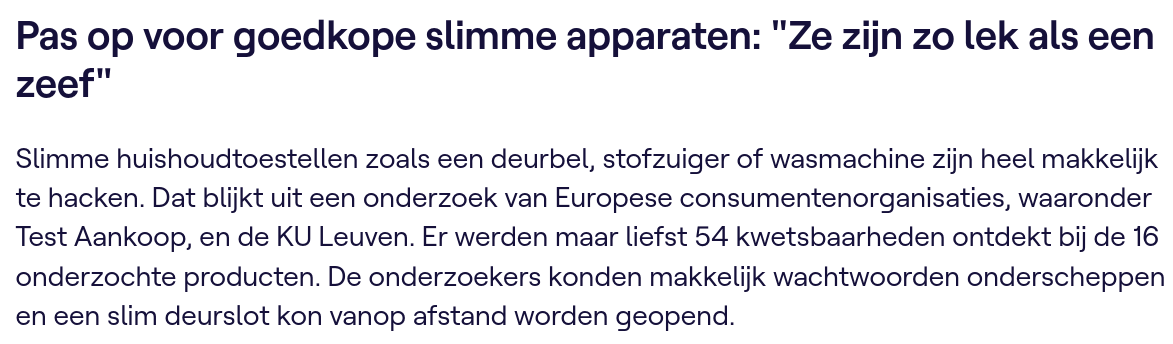 Pas op voor goedkope slimme apparaten: "Ze zijn zo lek als een
zeef"
Slimme huishoudtoestellen zoals een deurbel, stofzuiger of wasmachine zijn heel makkelijk
te hacken. Dat blijkt uit een onderzoek van Europese consumentenorganisaties, waaronder
Test Aankoop, en de KU Leuven. Er werden maar liefst 54 kwetsbaarheden ontdekt bij de 16
onderzochte producten. De onderzoekers konden makkelijk wachtwoorden onderscheppen
en een slim deurslot kon vanop afstand worden geopend.